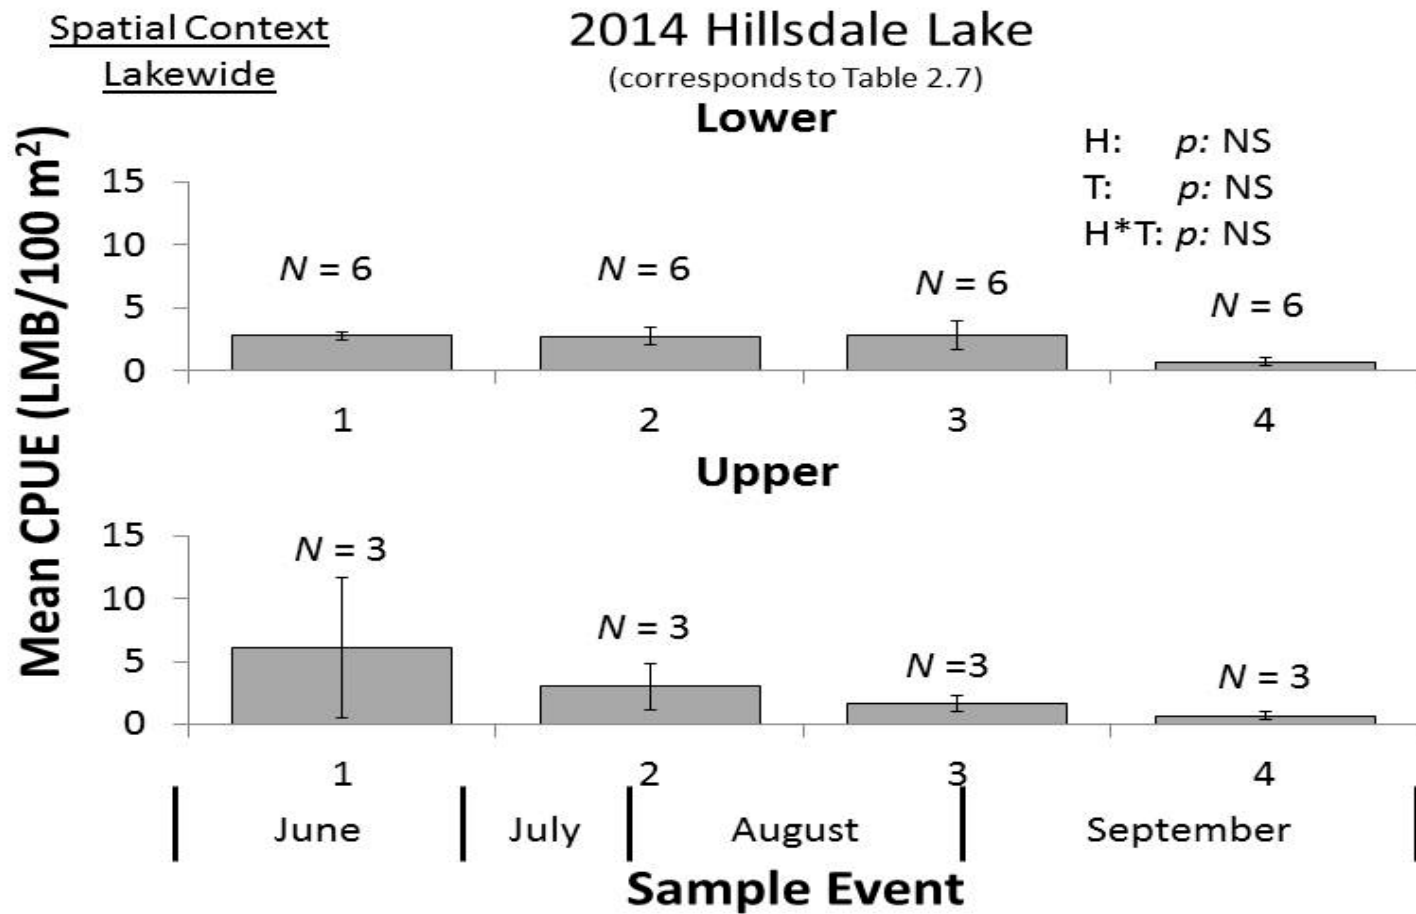 Spatial Context
Lakewide
2014 Hillsdale Lake
(corresponds to Table 2.7)
Lower
H: p: NS
T: p: NS
H*T: p: NS
Mean CPUE (LMB/100 m²)
15
10
5
0
N = 6
N = 6
N = 6
N = 6
1 2 3 4
Upper
15
10
5
0
N = 3
N = 3
N =3
N = 3
1 2 3 4
June July August September
Sample Event